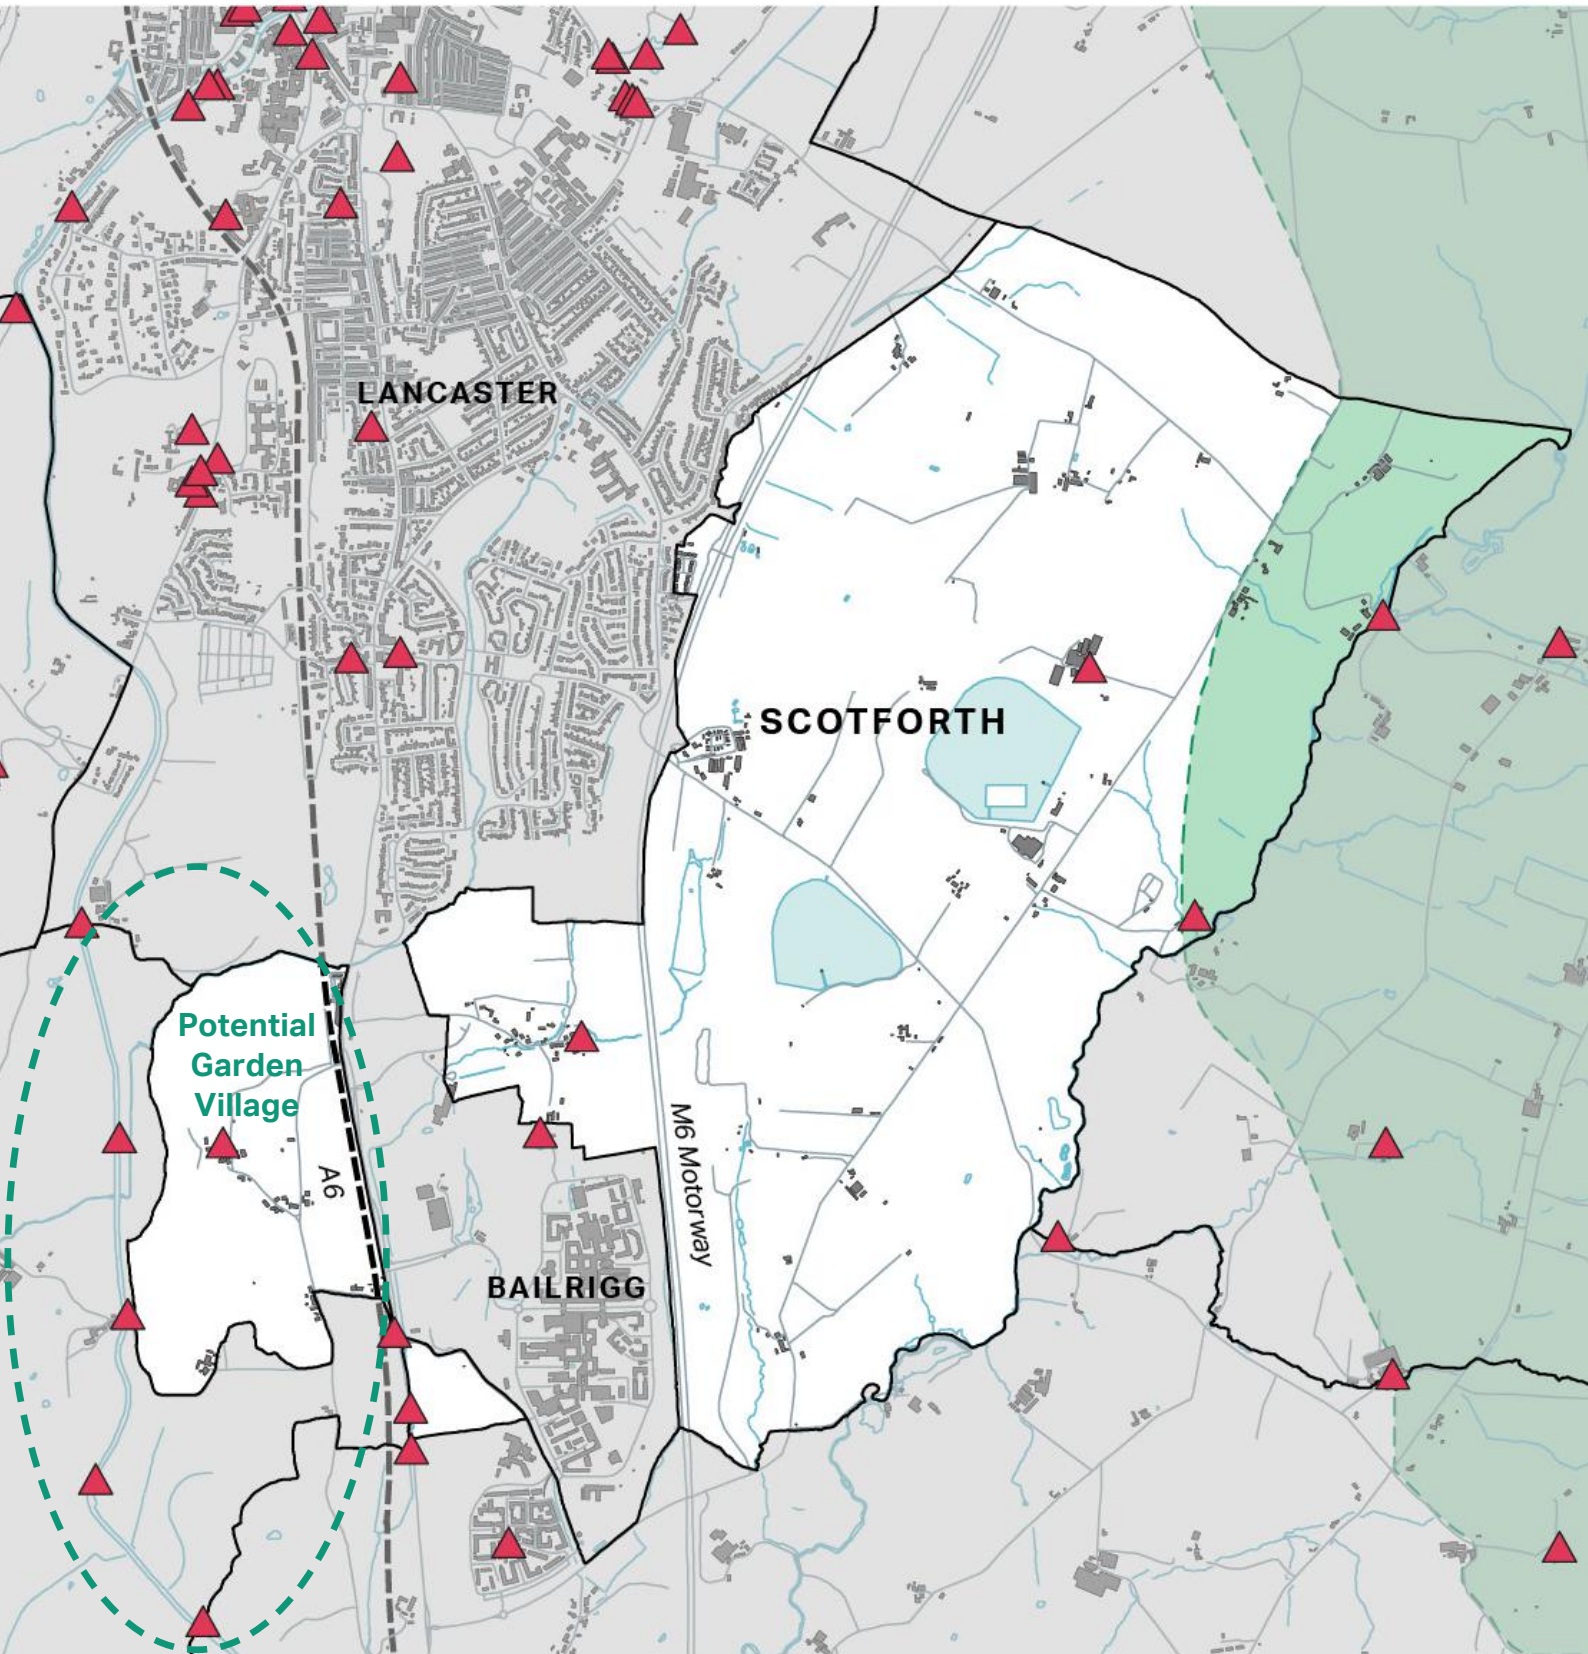 LANCASTER
SCOTFORTH
Potential
Garden
Village
A6
M6 Motorway
BAILRIGG